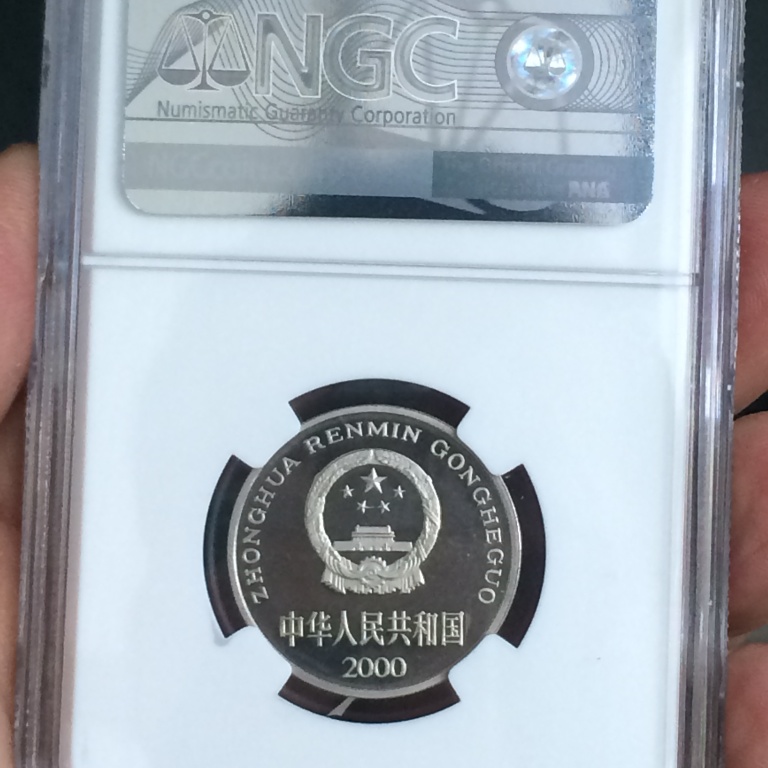 NGC
Numismatic Guaranty Corporation
ZHONGHUA RENMIN GONGHEGUO
中华人民共和国
2000